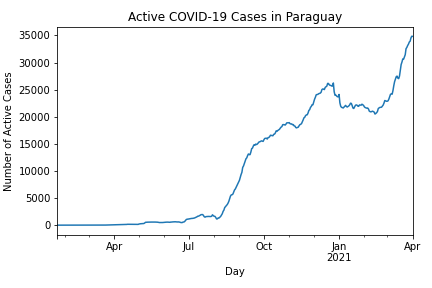 Active COVID-19 Cases in Paraguay
Number of Active Cases
35000
30000
25000
20000
15000
10000
5000
0
Apr
Jul
Oct
Jan
2021
Apr
Day